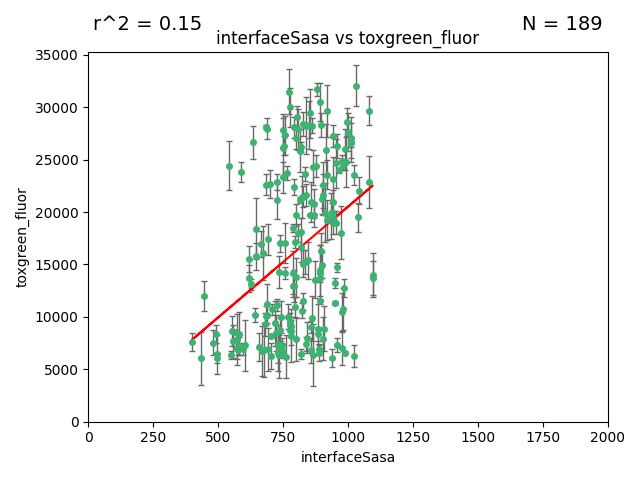 r^2 = 0.15
N = 189
interfaceSasa vs toxgreen_fluor
35000
30000
25000
20000
15000
10000
5000
0
toxgreen_fluor
0 250 500 750 1000 1250 1500 1750 2000
interfaceSasa